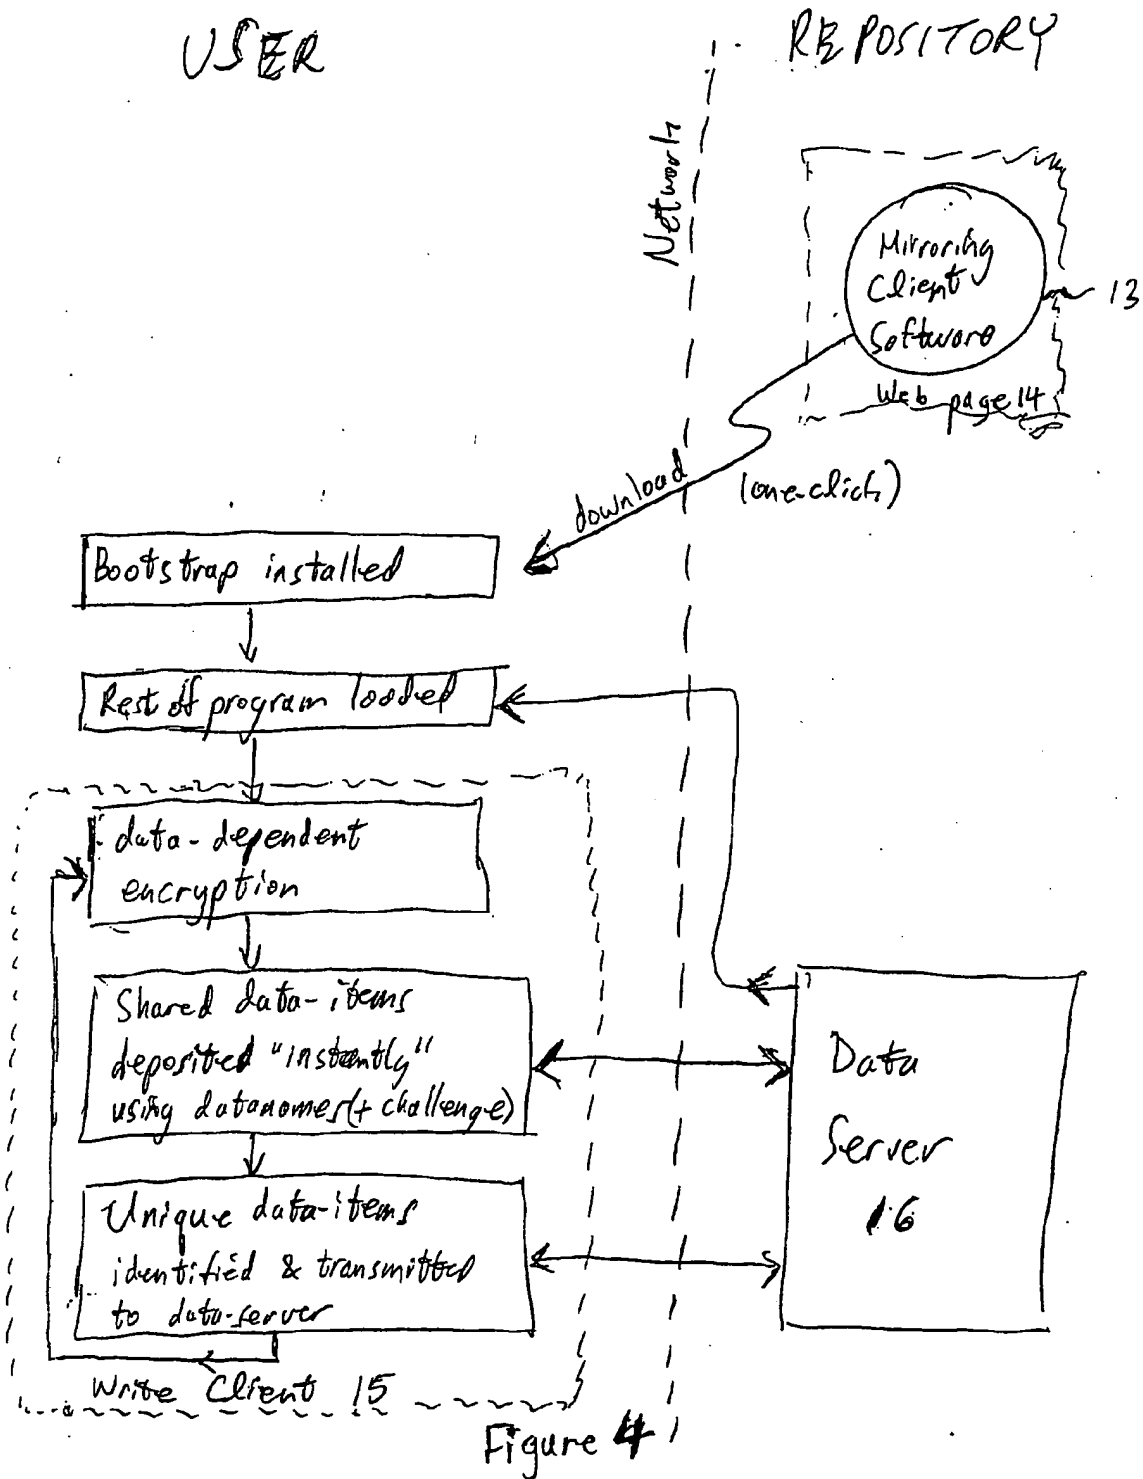 USER
REPOSITORY
Network
Mirroring
Client
Software
13
Web page 14
download
(one-click)
Bootstrap installed
Rest of program loaded
data-dependent
encryption
Shared data-items
deposited "instantly"
using datanames (+ challenge)
Unique data-items
identified & transmitted
to data-server
Data
Server
16
Write Client 15
Figure 4